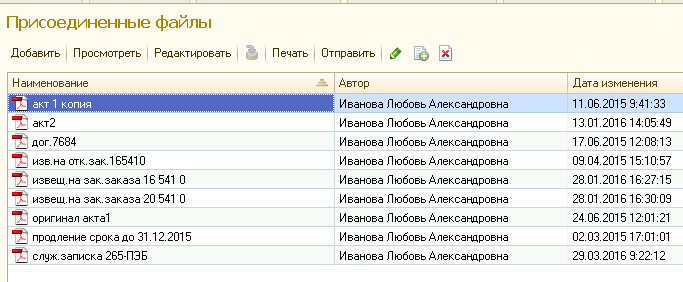 Присоединенные файлы
Добавить Просмотреть Редактировать Печать Отправить
Наименование Автор Дата изменения
акт 1 копия Иванова Любовь Александровна 11.06.2015 9:41:33
акт2 Иванова Любовь Александровна 13.01.2016 14:05:49
дог.7684 Иванова Любовь Александровна 17.06.2015 12:08:13
изв.на отк.зак.165410 Иванова Любовь Александровна 09.04.2015 15:10:57
извещ.на зак.заказа 16 541 0 Иванова Любовь Александровна 28.01.2016 16:27:15
извещ.на зак.заказа 20 541 0 Иванова Любовь Александровна 28.01.2016 16:30:09
оригинал акта1 Иванова Любовь Александровна 24.06.2015 12:01:21
продление срока до 31.12.2015 Иванова Любовь Александровна 02.03.2015 17:01:01
служ.записка 265-ПЭБ Иванова Любовь Александровна 29.03.2016 9:22:12